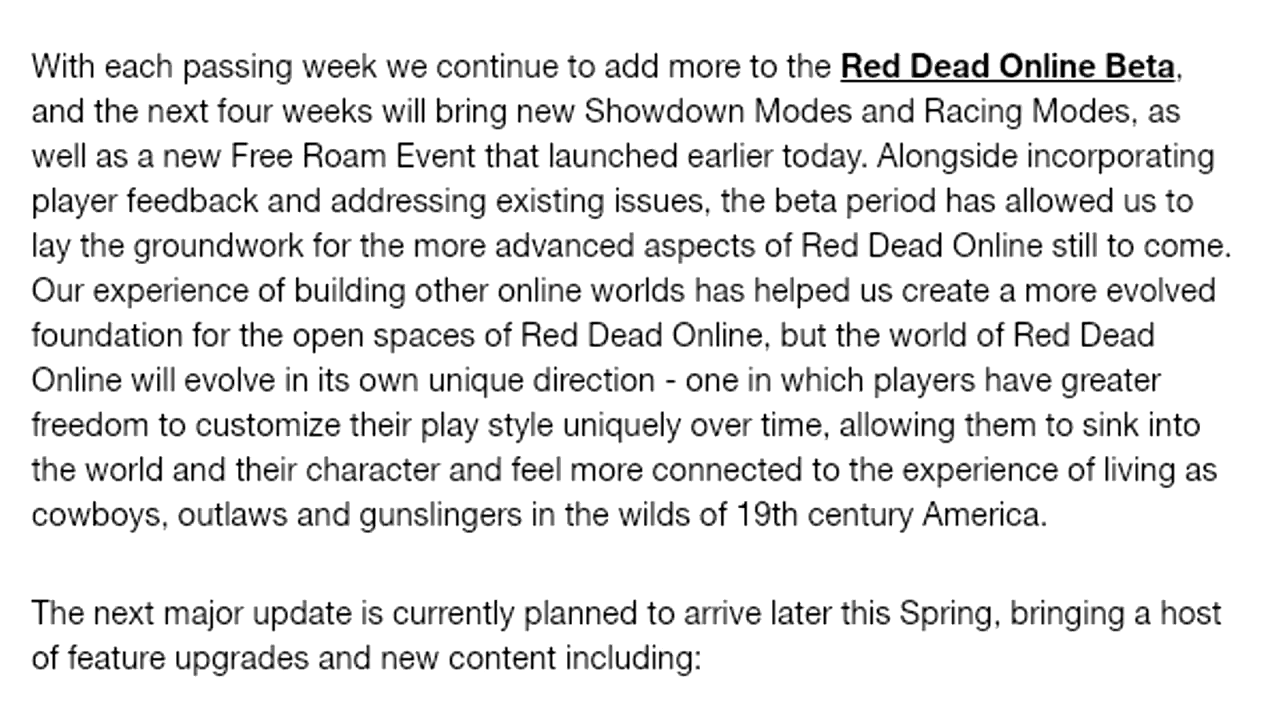 With each passing week we continue to add more to the Red Dead Online Beta,
and the next four weeks will bring new Showdown Modes and Racing Modes, as
well as a new Free Roam Event that launched earlier today. Alongside incorporating
player feedback and addressing existing issues, the beta period has allowed us to
lay the groundwork for the more advanced aspects of Red Dead Online still to come.
Our experience of building other online worlds has helped us create a more evolved
foundation for the open spaces of Red Dead Online, but the world of Red Dead
Online will evolve in its own unique direction - one in which players have greater
freedom to customize their play style uniquely over time, allowing them to sink into
the world and their character and feel more connected to the experience of living as
cowboys, outlaws and gunslingers in the wilds of 19th century America.
The next major update is currently planned to arrive later this Spring, bringing a host
of feature upgrades and new content including: